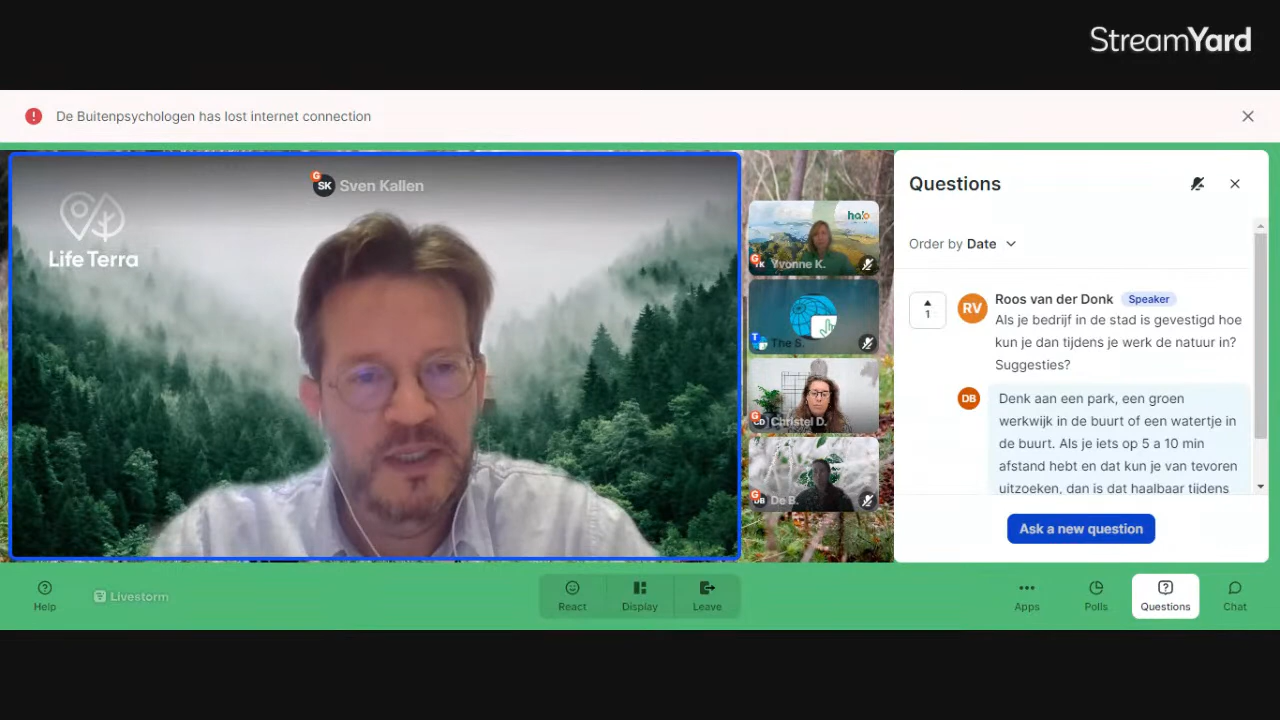 StreamYard
De Buitenpsychologen has lost internet connection
SK Sven Kallen
Life Terra
halo
Yvonne K.
The S.
CD Christel D.
DB De B.
Questions
Order by Date
1
RV
Roos van der Donk Speaker
Als je bedrijf in de stad is gevestigd hoe
kun je dan tijdens je werk de natuur in?
Suggesties?
DB
Denk aan een park, een groen
werkwijk in de buurt of een watertje in
de buurt. Als je iets op 5 a 10 min
afstand hebt en dat kun je van tevoren
uitzoeken, dan is dat haalbaar tijdens
Ask a new question
Help
Livestorm
React
Display
Leave
Apps
Polls
Questions
Chat